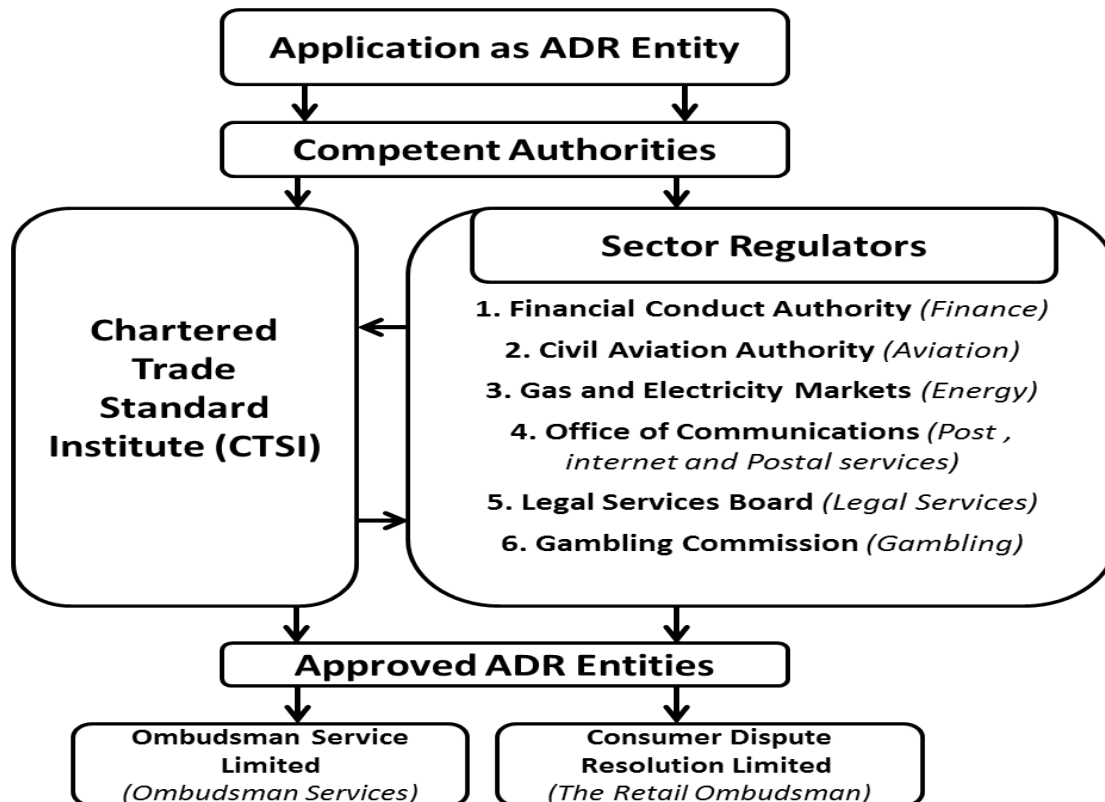 Application as ADR Entity
Competent Authorities
Chartered
Trade
Standard
Institute (CTSI)
Sector Regulators
1. Financial Conduct Authority (Finance)
2. Civil Aviation Authority (Aviation)
3. Gas and Electricity Markets (Energy)
4. Office of Communications (Post ,
internet and Postal services)
5. Legal Services Board (Legal Services)
6. Gambling Commission (Gambling)
Approved ADR Entities
Ombudsman Service
Limited
(Ombudsman Services)
Consumer Dispute
Resolution Limited
(The Retail Ombudsman)